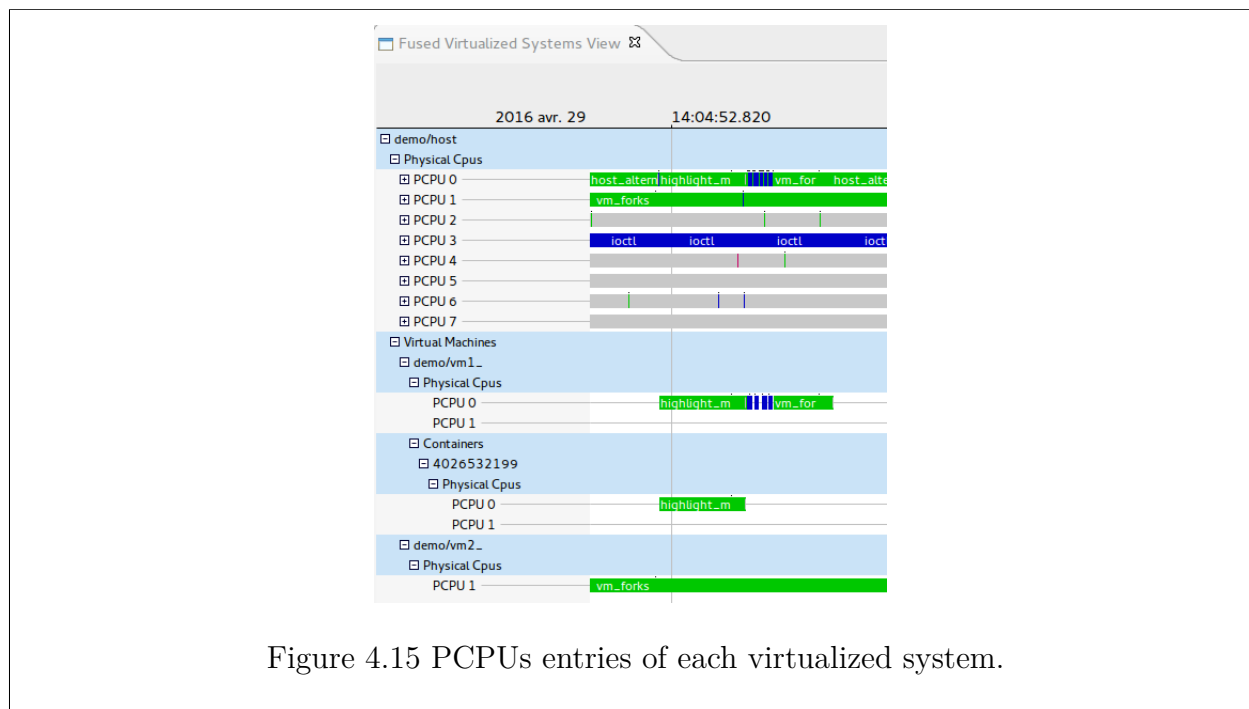 Fused Virtualized Systems View
2016 avr. 29 14:04:52.820
demo/host
Physical Cpus
PCPU 0 host_altern highlight_m vm_for host_alte
PCPU 1 vm_forks
PCPU 2
PCPU 3 ioctl ioctl ioctl ioct
PCPU 4
PCPU 5
PCPU 6
PCPU 7
Virtual Machines
demo/vm1_
Physical Cpus
PCPU 0 highlight_m vm_for
PCPU 1
Containers
4026532199
Physical Cpus
PCPU 0 highlight_m
PCPU 1
demo/vm2_
Physical Cpus
PCPU 1 vm_forks
Figure 4.15 PCPUs entries of each virtualized system.